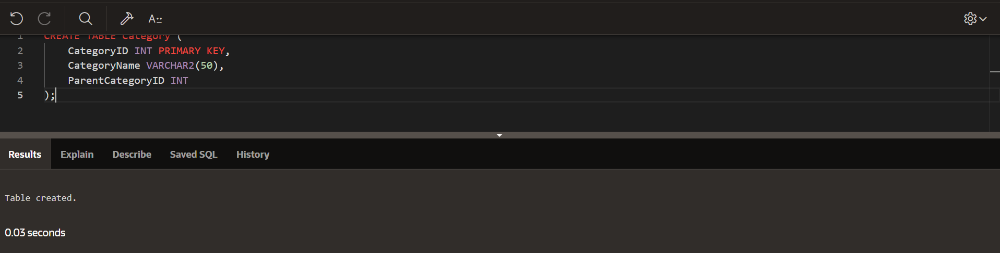 A
1 CREATE TABLE Category (
2 CategoryID INT PRIMARY KEY,
3 CategoryName VARCHAR2(50),
4 ParentCategoryID INT
5 );
Results Explain Describe Saved SQL History
Table created.
0.03 seconds